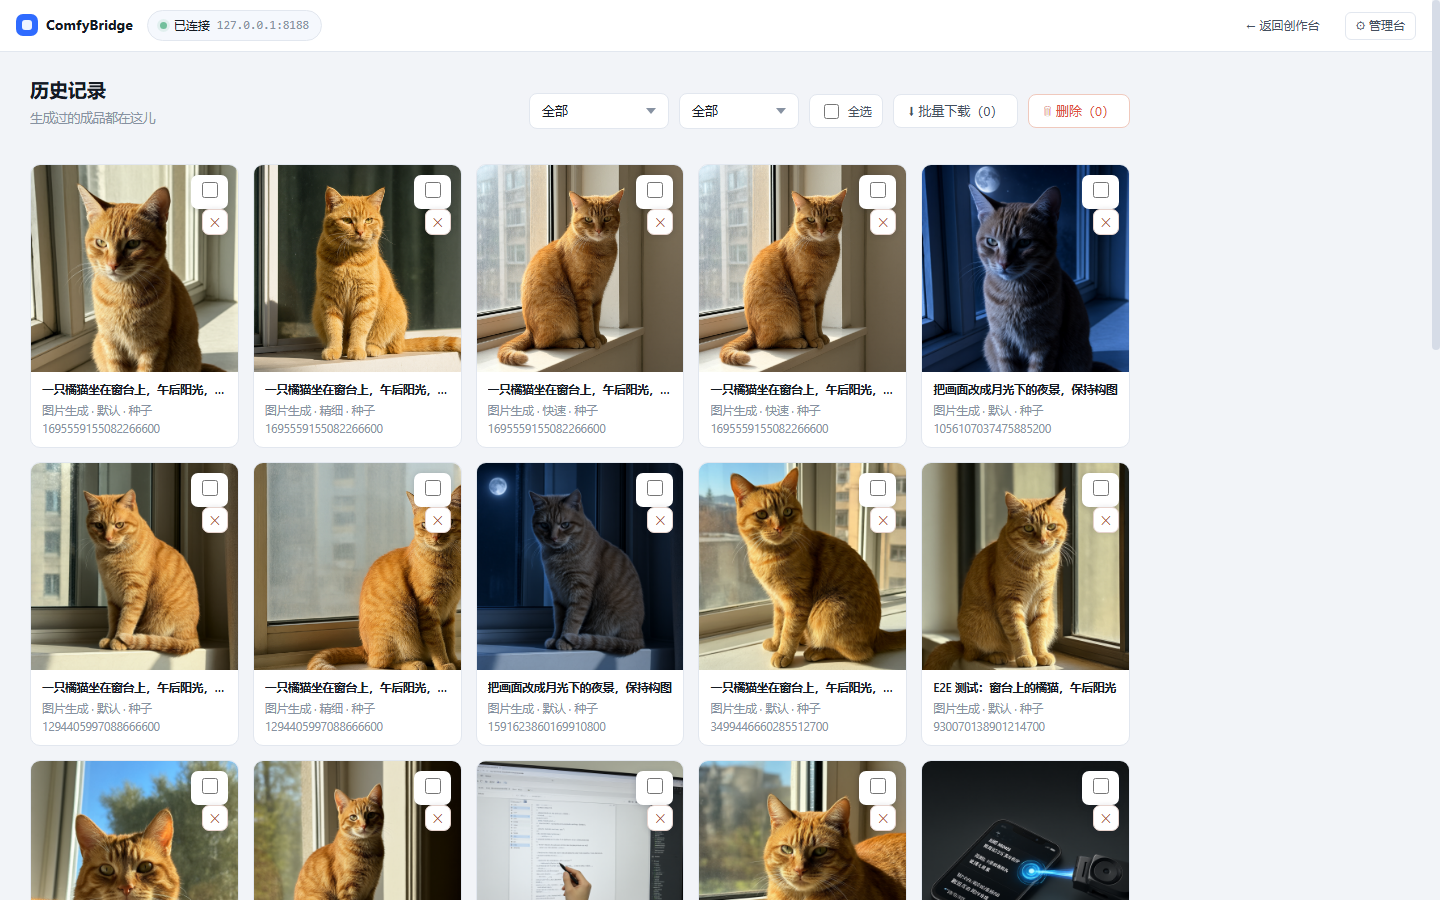 ComfyBridge
已连接 127.0.0.1:8188
← 返回创作台
管理台
历史记录
生成过的成品都在这儿
全部
全部
全选
批量下载（0）
删除（0）
一只橘猫坐在窗台上，午后阳光，...
图片生成 · 默认 · 种子
1695559155082266600
一只橘猫坐在窗台上，午后阳光，...
图片生成 · 精细 · 种子
1695559155082266600
一只橘猫坐在窗台上，午后阳光，...
图片生成 · 快速 · 种子
1695559155082266600
一只橘猫坐在窗台上，午后阳光，...
图片生成 · 快速 · 种子
1695559155082266600
把画面改成月光下的夜景，保持构图
图片生成 · 默认 · 种子
1056107037475885200
一只橘猫坐在窗台上，午后阳光，...
图片生成 · 默认 · 种子
1294405997088666600
一只橘猫坐在窗台上，午后阳光，...
图片生成 · 精细 · 种子
1294405997088666600
把画面改成月光下的夜景，保持构图
图片生成 · 默认 · 种子
1591623860169910800
一只橘猫坐在窗台上，午后阳光，...
图片生成 · 默认 · 种子
3499446660285512700
E2E 测试：窗台上的橘猫，午后阳光
图片生成 · 默认 · 种子
930070138901214700